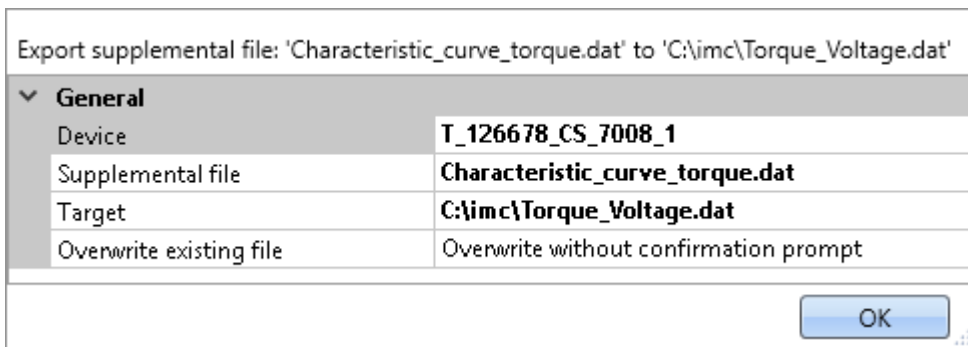 Export supplemental file: 'Characteristic_curve_torque.dat' to 'C:\imc\Torque_Voltage.dat'
General
Device T_126678_CS_7008_1
Supplemental file Characteristic_curve_torque.dat
Target C:\imc\Torque_Voltage.dat
Overwrite existing file Overwrite without confirmation prompt
OK